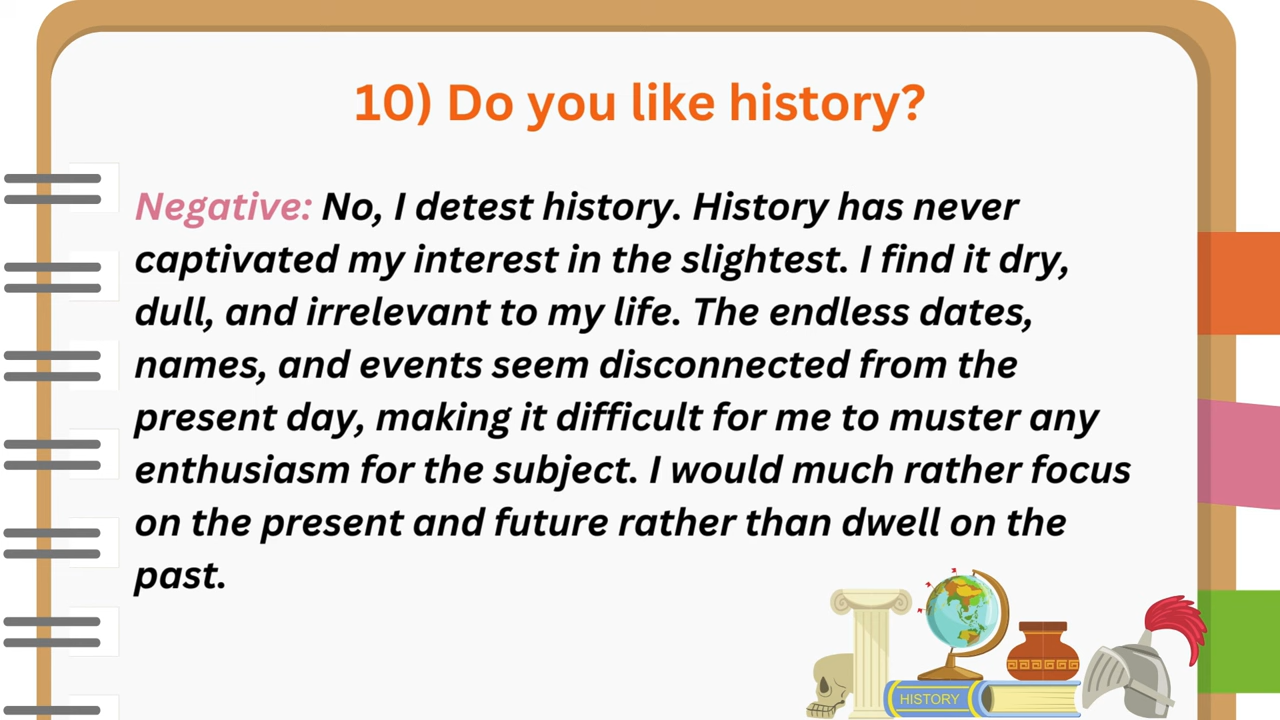 10) Do you like history?
Negative: No, I detest history. History has never
captivated my interest in the slightest. I find it dry,
dull, and irrelevant to my life. The endless dates,
names, and events seem disconnected from the
present day, making it difficult for me to muster any
enthusiasm for the subject. I would much rather focus
on the present and future rather than dwell on the
past.
HISTORY